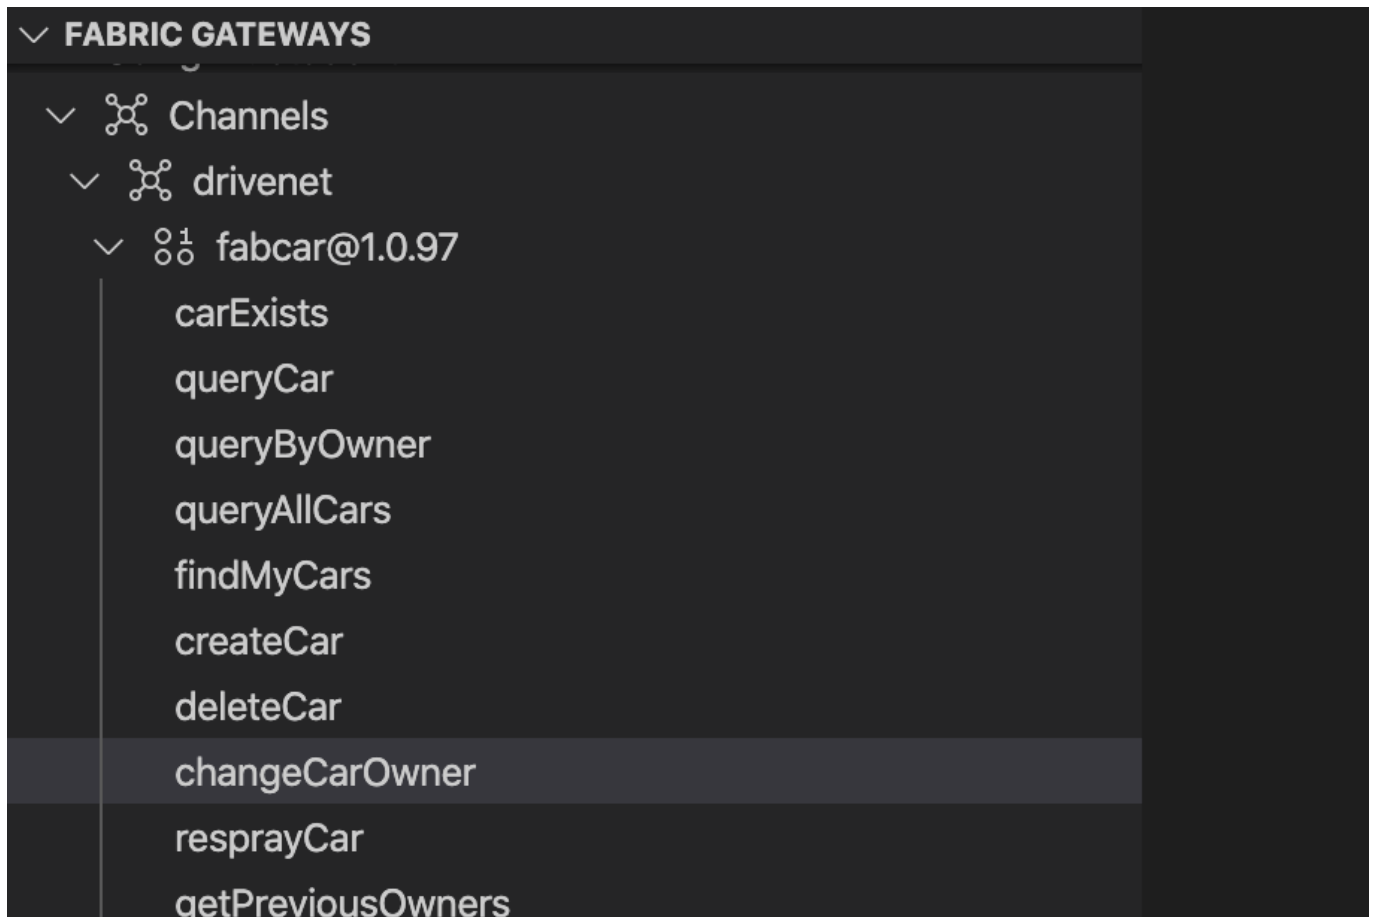 FABRIC GATEWAYS
Channels
drivenet
fabcar@1.0.97
carExists
queryCar
queryByOwner
queryAllCars
findMyCars
createCar
deleteCar
changeCarOwner
resprayCar
getPreviousOwners